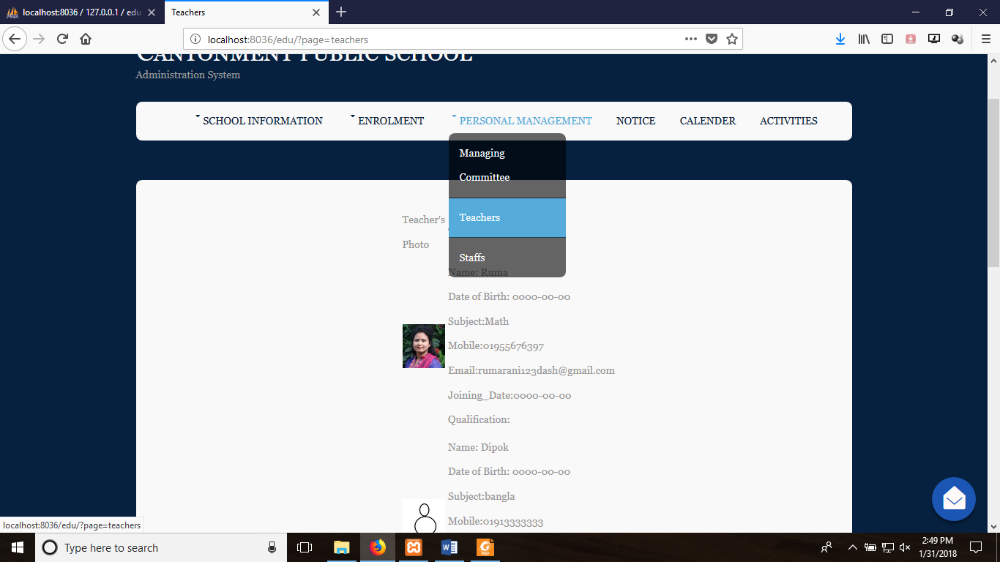 localhost:8036 / 127.0.0.1 / edu
Teachers
localhost:8036/edu/?page=teachers
CANTONMENT PUBLIC SCHOOL
Administration System
SCHOOL INFORMATION ENROLMENT PERSONAL MANAGEMENT NOTICE CALENDER ACTIVITIES
Managing
Committee
Teachers
Staffs
Teacher's
Photo
Name: Ruma
Date of Birth: 0000-00-00
Subject:Math
Mobile:01955676397
Email:rumarani123dash@gmail.com
Joining_Date:0000-00-00
Qualification:
Name: Dipok
Date of Birth: 0000-00-00
Subject:bangla
Mobile:01913333333
localhost:8036/edu/?page=teachers
Type here to search
2:49 PM
1/31/2018